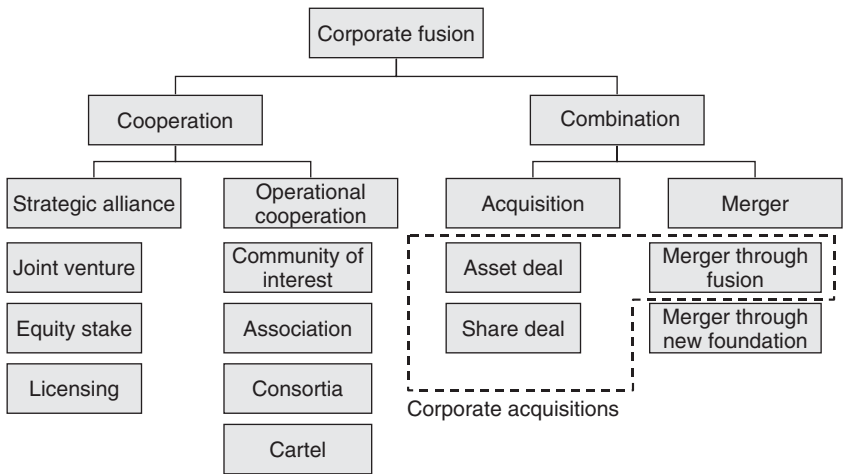 Corporate fusion
Cooperation
Combination
Strategic alliance
Operational
cooperation
Acquisition
Merger
Joint venture
Community of
interest
Asset deal
Merger through
fusion
Equity stake
Association
Share deal
Merger through
new foundation
Licensing
Consortia
Corporate acquisitions
Cartel